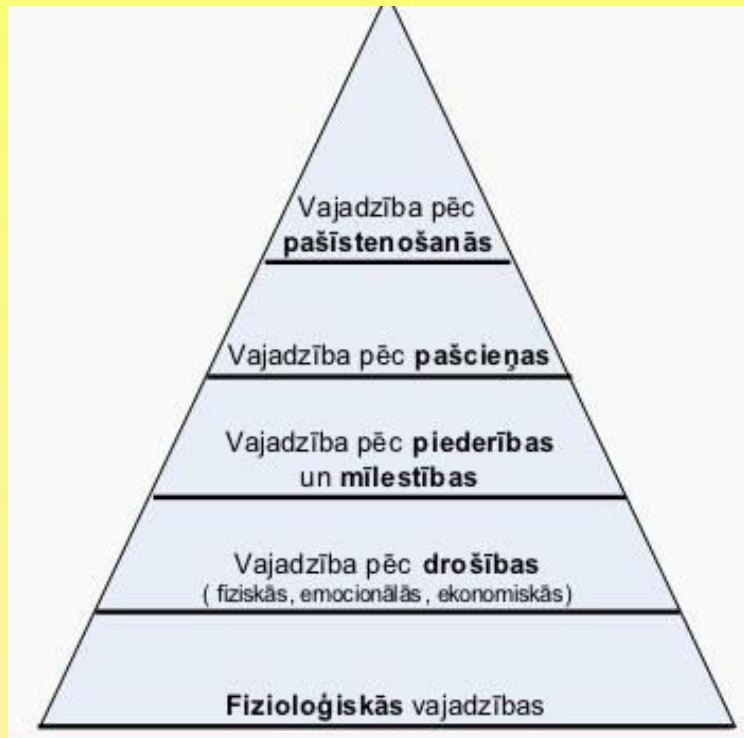 Vajadzība pēc
pašīstenošanās
Vajadzība pēc pašcieņas
Vajadzība pēc piederības
un mīlestības
Vajadzība pēc drošības
( fiziskās, emocionālās , ekonomiskās)
Fizioloģiskās vajadzības